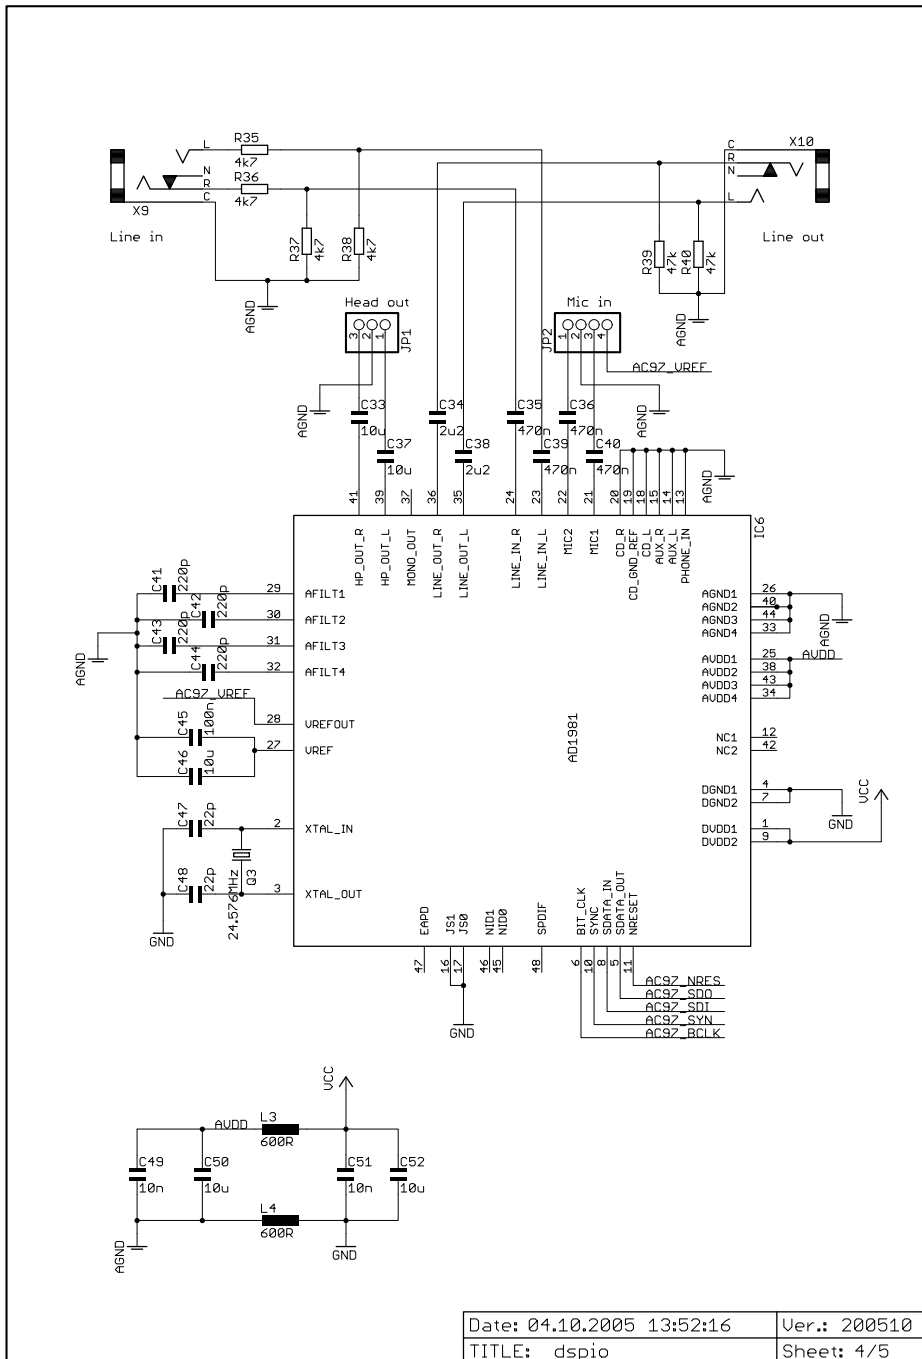 L R35 4k7
N
R R36 4k7
C
X9
Line in
R37 4k7
R38 4k7
AGND
C X10
R
N
L
Line out
R39 47k
R40 47k
AGND
Head out
3 2 1 JP1
AGND
Mic in
JP2 1 2 3 4
AC97_VREF
AGND
C33 10u
C37 10u
C34 2u2
C38 2u2
C35 470n
C39 470n
C36 470n
C40 470n
AGND
41 39 37 36 35 24 23 22 21 20 19 18 15 14 13
IC6
HP_OUT_R
HP_OUT_L
MONO_OUT
LINE_OUT_R
LINE_OUT_L
LINE_IN_R
LINE_IN_L
MIC2
MIC1
CD_R
CD_GND_REF
CD_L
AUX_R
AUX_L
PHONE_IN
C41 220p 29 AFILT1
C42 220p 30 AFILT2
C43 220p 31 AFILT3
C44 220p 32 AFILT4
AGND
AC97_VREF
28 VREFOUT
C45 100n
27 VREF
C46 10u
C47 22p 2 XTAL_IN
24.576MHz Q3
C48 22p 3 XTAL_OUT
GND
AD1981
AGND1 26
AGND2 40
AGND3 44
AGND4 33
AGND
AVDD1 25 AVDD
AVDD2 38
AVDD3 43
AVDD4 34
NC1 12
NC2 42
DGND1 4
DGND2 7
GND
VCC
DVDD1 1
DVDD2 9
EAPD
JS1
JS0
NID1
NID0
SPDIF
BIT_CLK
SYNC
SDATA_IN
SDATA_OUT
NRESET
47 16 17 46 45 48 6 10 8 5 11
GND
AC97_NRES
AC97_SDO
AC97_SDI
AC97_SYN
AC97_BCLK
VCC
AVDD L3 600R
C49 10n
C50 10u
C51 10n
C52 10u
L4 600R
AGND
GND
Date: 04.10.2005 13:52:16 Ver.: 200510
TITLE: dspio Sheet: 4/5